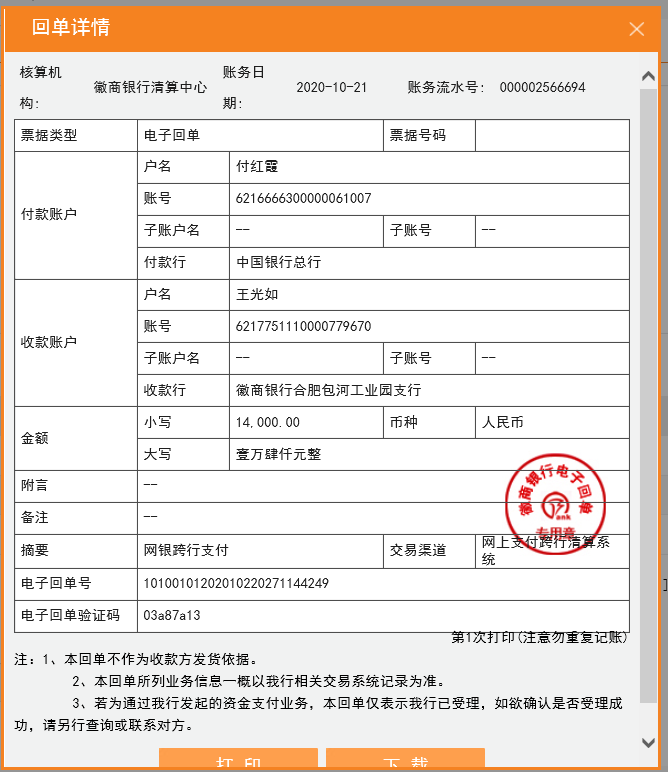 回单详情
核算机构: 徽商银行清算中心 账务日期: 2020-10-21 账务流水号: 000002566694
票据类型 电子回单 票据号码
付款账户
户名 付红霞
账号 6216666300000061007
子账户名 -- 子账号 --
付款行 中国银行总行
收款账户
户名 王光如
账号 6217751110000779670
子账户名 -- 子账号 --
收款行 徽商银行合肥包河工业园支行
金额
小写 14,000.00 币种 人民币
大写 壹万肆仟元整
附言 --
备注 --
徽商银行电子回单
ank
专用章
摘要 网银跨行支付 交易渠道 网上支付跨行清算系
统
电子回单号 10100101202010220271144249
电子回单验证码 03a87a13
第1次打印(注意勿重复记账)
注: 1、本回单不作为收款方发货依据。
2、本回单所列业务信息一概以我行相关交易系统记录为准。
3、若为通过我行发起的资金支付业务，本回单仅表示我行已受理，如欲确认是否受理成
功，请另行查询或联系对方。
打印 下载